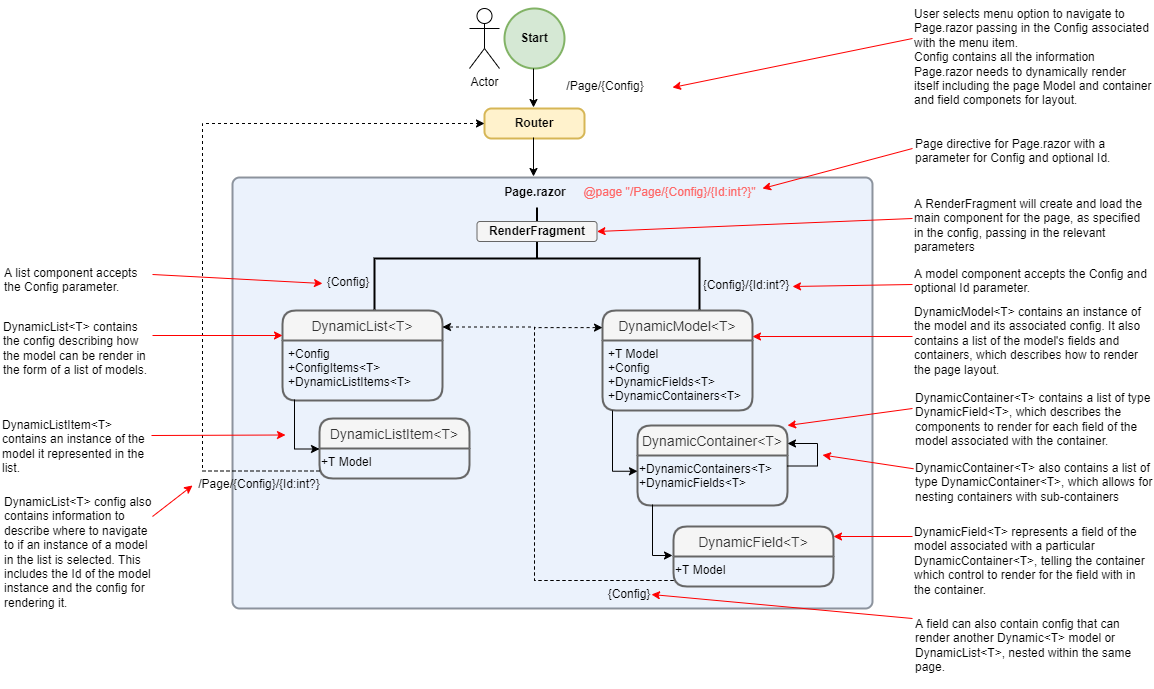 User selects menu option to navigate to
Page.razor passing in the Config associated
with the menu item.
Config contains all the information
Page.razor needs to dynamically render
itself including the page Model and container
and field componets for layout.
Start
Actor
/Page/{Config}
Router
Page directive for Page.razor with a
parameter for Config and optional Id.
Page.razor
@page "/Page/{Config}/{Id:int?}"
A RenderFragment will create and load the
main component for the page, as specified
in the config, passing in the relevant
parameters
RenderFragment
A list component accepts
the Config parameter.
{Config}
{Config}/{Id:int?}
A model component accepts the Config and
optional Id parameter.
DynamicList<T> contains
the config describing how
the model can be render in
the form of a list of models.
DynamicList<T>
+Config
+ConfigItems<T>
+DynamicListItems<T>
DynamicModel<T>
+T Model
+Config
+DynamicFields<T>
+DynamicContainers<T>
DynamicModel<T> contains an instance of
the model and its associated config. It also
contains a list of the model's fields and
containers, which describes how to render
the page layout.
DynamicListItem<T>
contains an instance of the
model it represented in the
list.
DynamicListItem<T>
+T Model
DynamicContainer<T>
+DynamicContainers<T>
+DynamicFields<T>
DynamicContainer<T> contains a list of type
DynamicField<T>, which describes the
components to render for each field of the
model associated with the container.
DynamicContainer<T> also contains a list of
type DynamicContainer<T>, which allows for
nesting containers with sub-containers
/Page/{Config}/{Id:int?}
DynamicList<T> config also
contains information to
describe where to navigate
to if an instance of a model
in the list is selected. This
includes the Id of the model
instance and the config for
rendering it.
DynamicField<T>
+T Model
DynamicField<T> represents a field of the
model associated with a particular
DynamicContainer<T>, telling the container
which control to render for the field with in
the container.
{Config}
A field can also contain config that can
render another Dynamic<T> model or
DynamicList<T>, nested within the same
page.